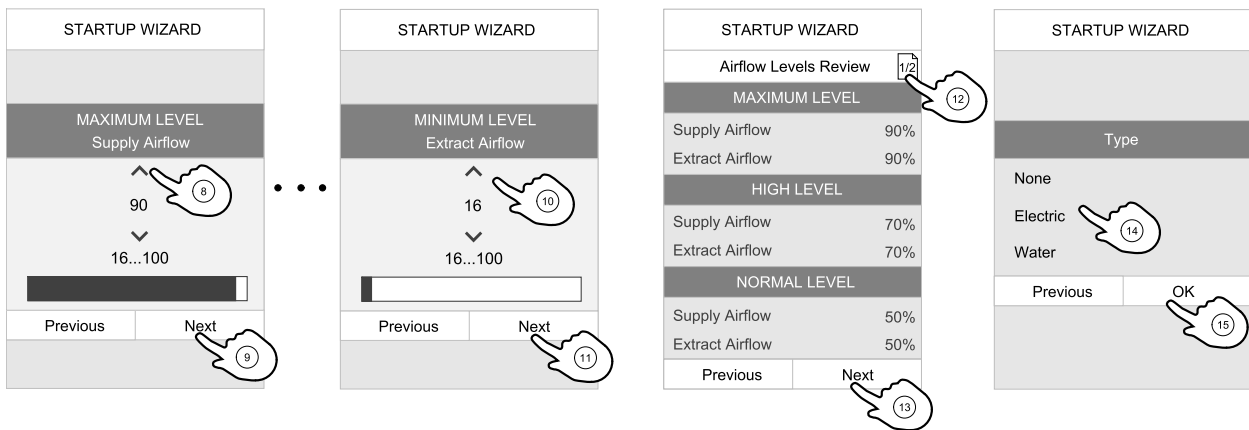 STARTUP WIZARD
MAXIMUM LEVEL
Supply Airflow
8
90
16...100
Previous Next
9
STARTUP WIZARD
MINIMUM LEVEL
Extract Airflow
10
16
16...100
Previous Next
11
STARTUP WIZARD
Airflow Levels Review 1/2
12
MAXIMUM LEVEL
Supply Airflow 90%
Extract Airflow 90%
HIGH LEVEL
Supply Airflow 70%
Extract Airflow 70%
NORMAL LEVEL
Supply Airflow 50%
Extract Airflow 50%
Previous Next
13
STARTUP WIZARD
Type
None
Electric
14
Water
Previous OK
15